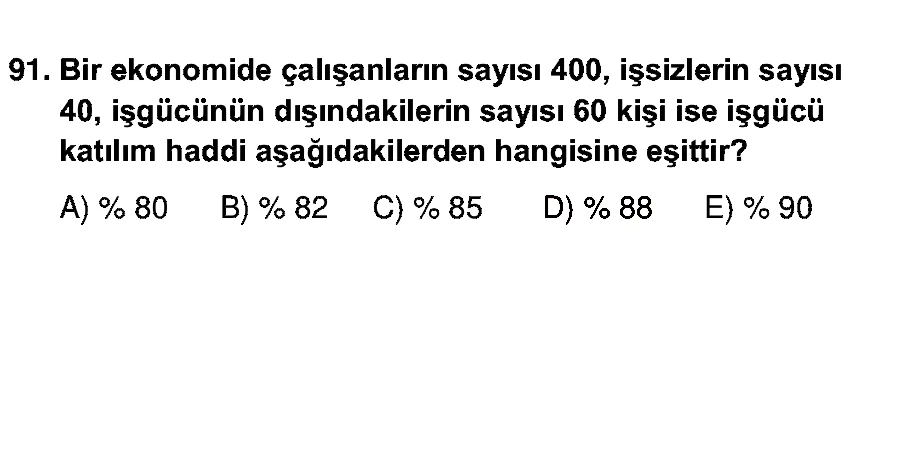 91. Bir ekonomide çalışanların sayısı 400, işsizlerin sayısı
40, işgücünün dışındakilerin sayısı 60 kişi ise işgücü
katılım haddi aşağıdakilerden hangisine eşittir?
A) % 80 B) % 82 C) % 85 D) % 88 E) % 90